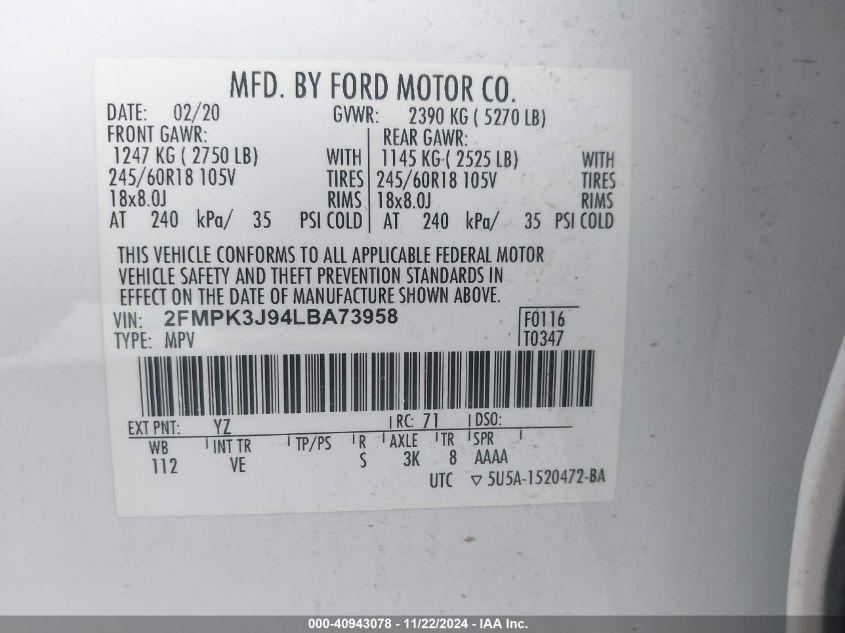 MFD. BY FORD MOTOR CO.
DATE: 02/20 GVWR: 2390 KG ( 5270 LB)
FRONT GAWR: REAR GAWR:
1247 KG ( 2750 LB) WITH 1145 KG ( 2525 LB) WITH
245/60R18 105V TIRES 245/60R18 105V TIRES
18x8.0J RIMS 18x8.0J RIMS
AT 240 kPa/ 35 PSI COLD AT 240 kPa/ 35 PSI COLD
THIS VEHICLE CONFORMS TO ALL APPLICABLE FEDERAL MOTOR
VEHICLE SAFETY AND THEFT PREVENTION STANDARDS IN
EFFECT ON THE DATE OF MANUFACTURE SHOWN ABOVE.
VIN: 2FMPK3J94LBA73958 F0116
TYPE: MPV T0347
EXT PNT: YZ RC: 71 DSO:
WB INT TR TP/PS R AXLE TR SPR
112 VE S 3K 8 AAAA
UTC ▽ 5U5A-1520472-BA
000-40943078 - 11/22/2024 - IAA Inc.